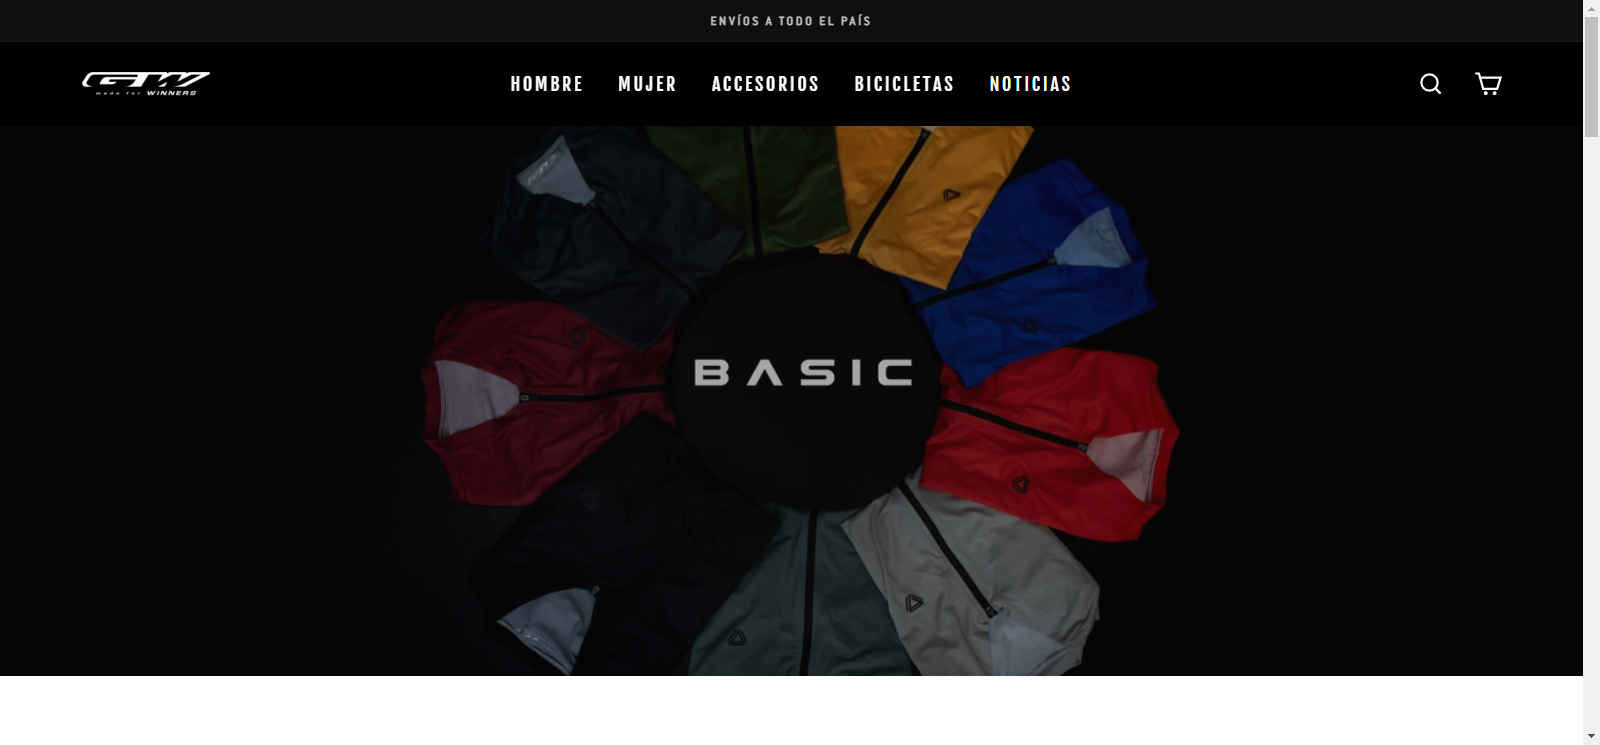 ENVÍOS A TODO EL PAÍS
GW
made for WINNERS
HOMBRE MUJER ACCESORIOS BICICLETAS NOTICIAS
BASIC